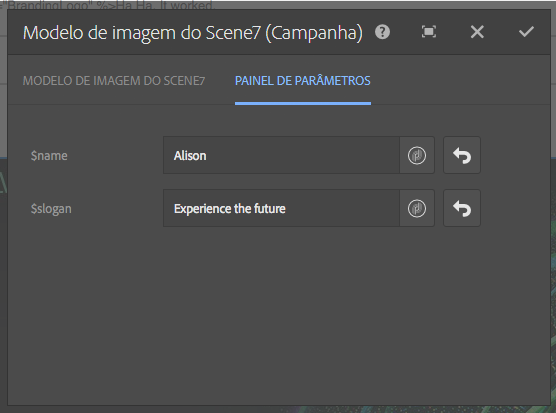 ="BrandingLogo" %>Ha Ha. It worked.
Modelo de imagem do Scene7 (Campanha)
MODELO DE IMAGEM DO SCENE7 PAINEL DE PARÂMETROS
$name Alison
$slogan Experience the future